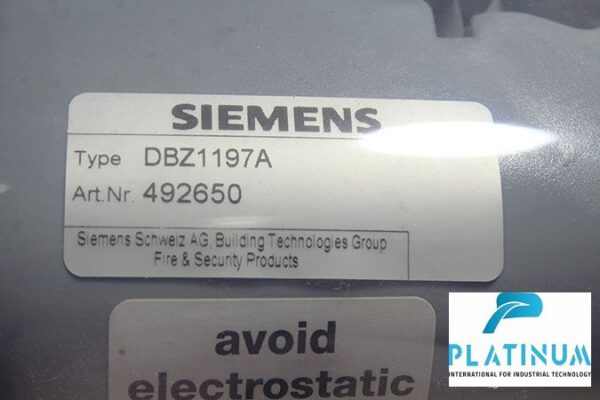 SIEMENS
Type DBZ1197A
Art.Nr. 492650
Siemens Schweiz AG, Building Technologies Group
Fire & Security Products
avoid
electrostatic
PLATINUM
INTERNATIONAL FOR INDUSTRIAL TECHNOLOGY